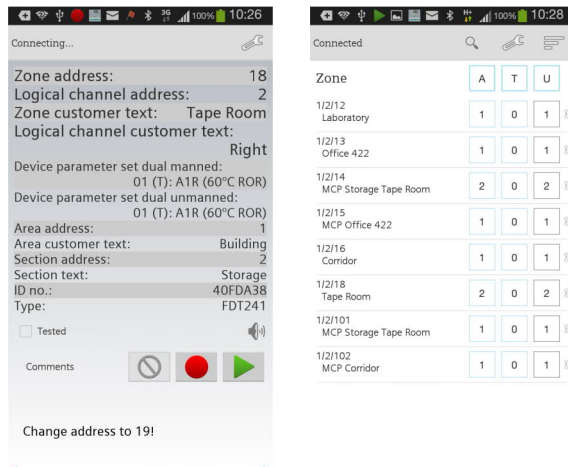 3G 100% 10:26
Connecting...
Zone address: 18
Logical channel address: 2
Zone customer text: Tape Room
Logical channel customer text:
Right
Device parameter set dual manned:
01 (T): A1R (60°C ROR)
Device parameter set dual unmanned:
01 (T): A1R (60°C ROR)
Area address: 1
Area customer text: Building
Section address: 2
Section text: Storage
ID no.: 40FDA38
Type: FDT241
Tested
Comments
Change address to 19!
H+ 100% 10:28
Connected
Zone A T U
1/2/12
Laboratory 1 0 1
1/2/13
Office 422 1 0 1
1/2/14
MCP Storage Tape Room 2 0 2
1/2/15
MCP Office 422 1 0 1
1/2/16
Corridor 1 0 1
1/2/18
Tape Room 2 0 2
1/2/101
MCP Storage Tape Room 1 0 1
1/2/102
MCP Corridor 1 0 1